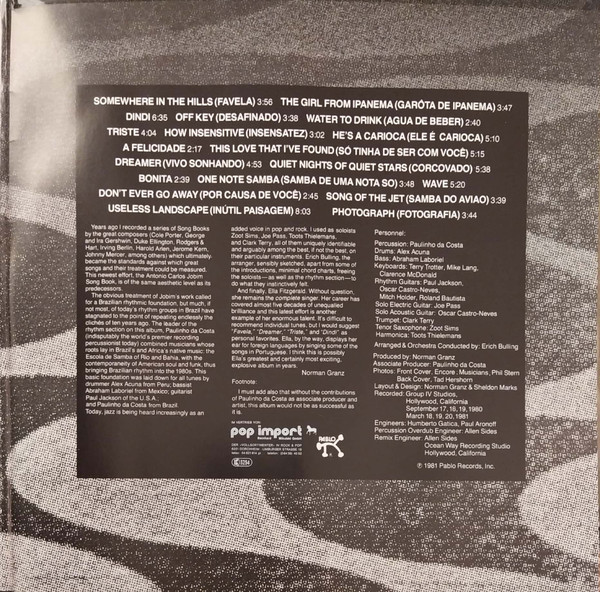 SOMEWHERE IN THE HILLS (FAVELA) 3:56 THE GIRL FROM IPANEMA (GARÔTA DE IPANEMA) 3:47
DINDI 6:35 OFF KEY (DESAFINADO) 3:38 WATER TO DRINK (AGUA DE BEBER) 2:40
TRISTE 4:04 HOW INSENSITIVE (INSENSATEZ) 3:02 HE'S A CARIOCA (ELE É CARIOCA) 5:10
A FELICIDADE 2:17 THIS LOVE THAT I'VE FOUND (SÓ TINHA DE SER COM VOCÊ) 5:15
DREAMER (VIVO SONHANDO) 4:53 QUIET NIGHTS OF QUIET STARS (CORCOVADO) 5:38
BONITA 2:39 ONE NOTE SAMBA (SAMBA DE UMA NOTA SO) 3:48 WAVE 5:20
DON'T EVER GO AWAY (POR CAUSA DE VOCÊ) 2:45 SONG OF THE JET (SAMBA DO AVIAO) 3:39
USELESS LANDSCAPE (INÚTIL PAISAGEM) 8:03 PHOTOGRAPH (FOTOGRAFIA) 3:44
Years ago I recorded a series of Song Books
by the great composers (Cole Porter, George
and Ira Gershwin, Duke Ellington, Rodgers &
Hart, Irving Berlin, Harold Arlen, Jerome Kern,
Johnny Mercer, among others) which ultimately
became the standards against which great
songs and their treatment could be measured.
This newest effort, the Antonio Carlos Jobim
Song Book, is of the same aesthetic level as its
predecessors.
The obvious treatment of Jobim's work called
for a Brazilian rhythmic foundation, but much, if
not most, of today's rhythm groups in Brazil have
stagnated to the point of repeating endlessly the
clichés of ten years ago. The leader of the
rhythm section on this album, Paulinho da Costa
(indisputably the world's premier recording
percussionist today) combined musicians whose
roots lay in Brazil's and Africa's native music: the
Escola de Samba of Rio and Bahia, with the
contemporaneity of American soul and funk, thus
bringing Brazilian rhythm into the 1980s. This
basic foundation was laid down for all tunes by
drummer Alex Acuna from Peru; bassist
Abraham Laboriel from Mexico; guitarist
Paul Jackson of the U.S.A.
and Paulinho da Costa from Brazil.
Today, jazz is being heard increasingly as an
added voice in pop and rock. I used as soloists
Zoot Sims, Joe Pass, Toots Thielemans,
and Clark Terry, all of them uniquely identifiable
and arguably among the best, if not the best, on
their particular instruments. Erich Bulling, the
arranger, sensibly sketched, apart from some of
the introductions, minimal chord charts, freeing
the soloists—as well as the rhythm section—to
do what they instinctively felt.
And finally, Ella Fitzgerald. Without question,
she remains the complete singer. Her career has
covered almost five decades of unequalled
brilliance and this latest effort is another
example of her enormous talent. It's difficult to
recommend individual tunes, but I would suggest
"Favela," "Dreamer," "Triste," and "Dindi" as
personal favorites. Ella, by the way, displays her
ear for foreign languages by singing some of the
songs in Portuguese. I think this is possibly
Ella's greatest and certainly most exciting,
explosive album in years.
Norman Granz
Footnote:
I must add also that without the contributions
of Paulinho da Costa as associate producer and
artist, this album would not be as successful as
it is.
pop import
PABLO
Personnel:
Percussion: Paulinho da Costa
Drums: Alex Acuna
Bass: Abraham Laboriel
Keyboards: Terry Trotter, Mike Lang,
Clarence McDonald
Rhythm Guitars: Paul Jackson,
Oscar Castro-Neves,
Mitch Holder, Roland Bautista
Solo Electric Guitar: Joe Pass
Solo Acoustic Guitar: Oscar Castro-Neves
Trumpet: Clark Terry
Tenor Saxophone: Zoot Sims
Harmonica: Toots Thielemans
Arranged & Orchestra Conducted by: Erich Bulling
Produced by: Norman Granz
Associate Producer: Paulinho da Costa
Photos: Front Cover, Encore; Musicians, Phil Stern
Back Cover, Tad Hershorn
Layout & Design: Norman Granz & Sheldon Marks
Recorded: Group IV Studios,
Hollywood, California
September 17, 18, 19, 1980
March 18, 19, 20, 1981
Engineers: Humberto Gatica, Paul Aronoff
Percussion Overdub Engineer: Allen Sides
Remix Engineer: Allen Sides
Ocean Way Recording Studio
Hollywood, California
℗ 1981 Pablo Records, Inc.